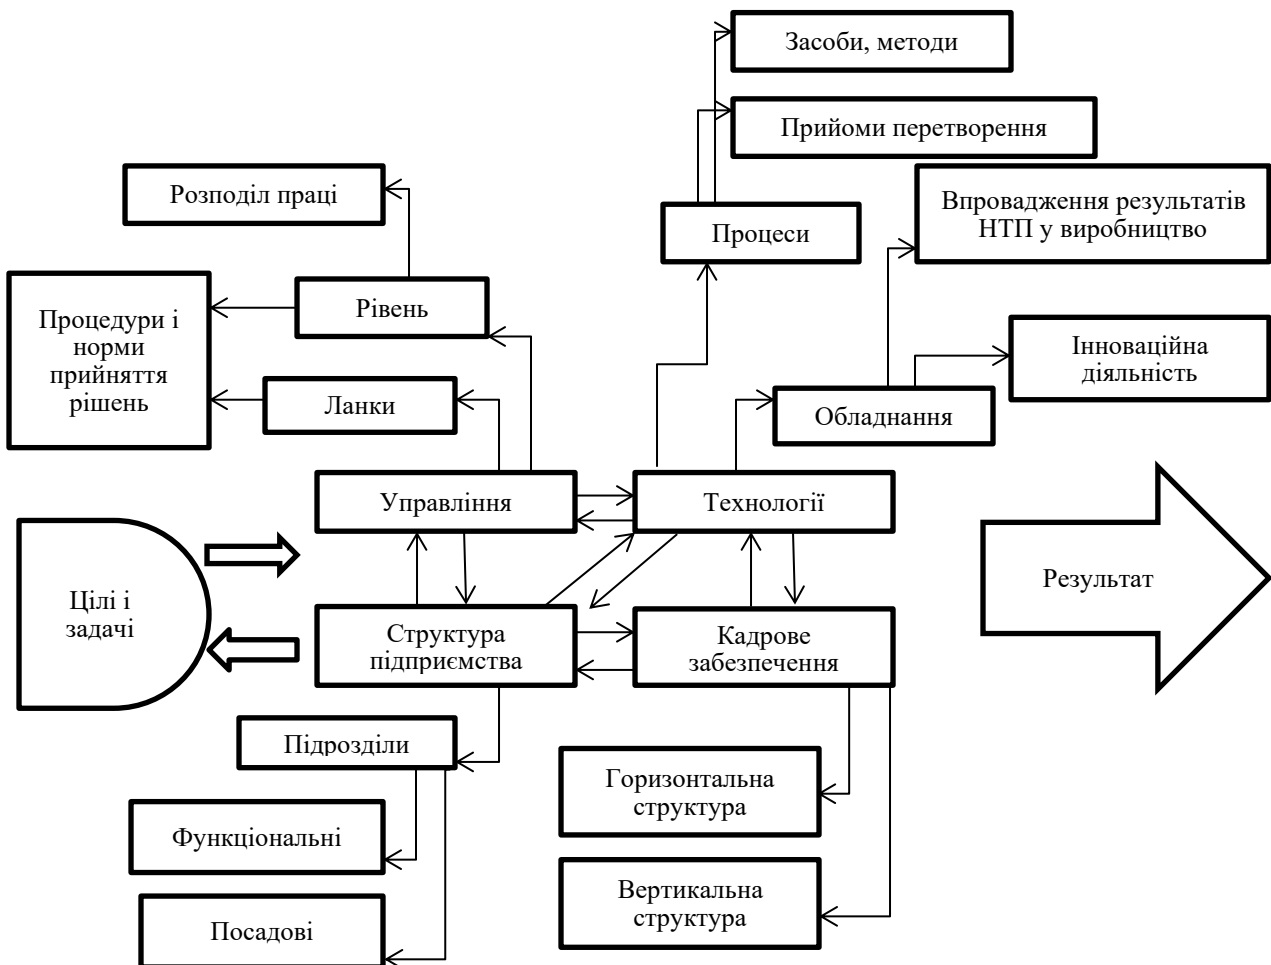 Засоби, методи
Прийоми перетворення
Розподіл праці
Впровадження результатів
НТП у виробництво
Процеси
Рівень
Процедури і
норми
прийняття
рішень
Інноваційна
діяльність
Ланки
Обладнання
Управління
Технології
Цілі і
задачі
Результат
Структура
підприємства
Кадрове
забезпечення
Підрозділи
Горизонтальна
структура
Функціональні
Вертикальна
структура
Посадові